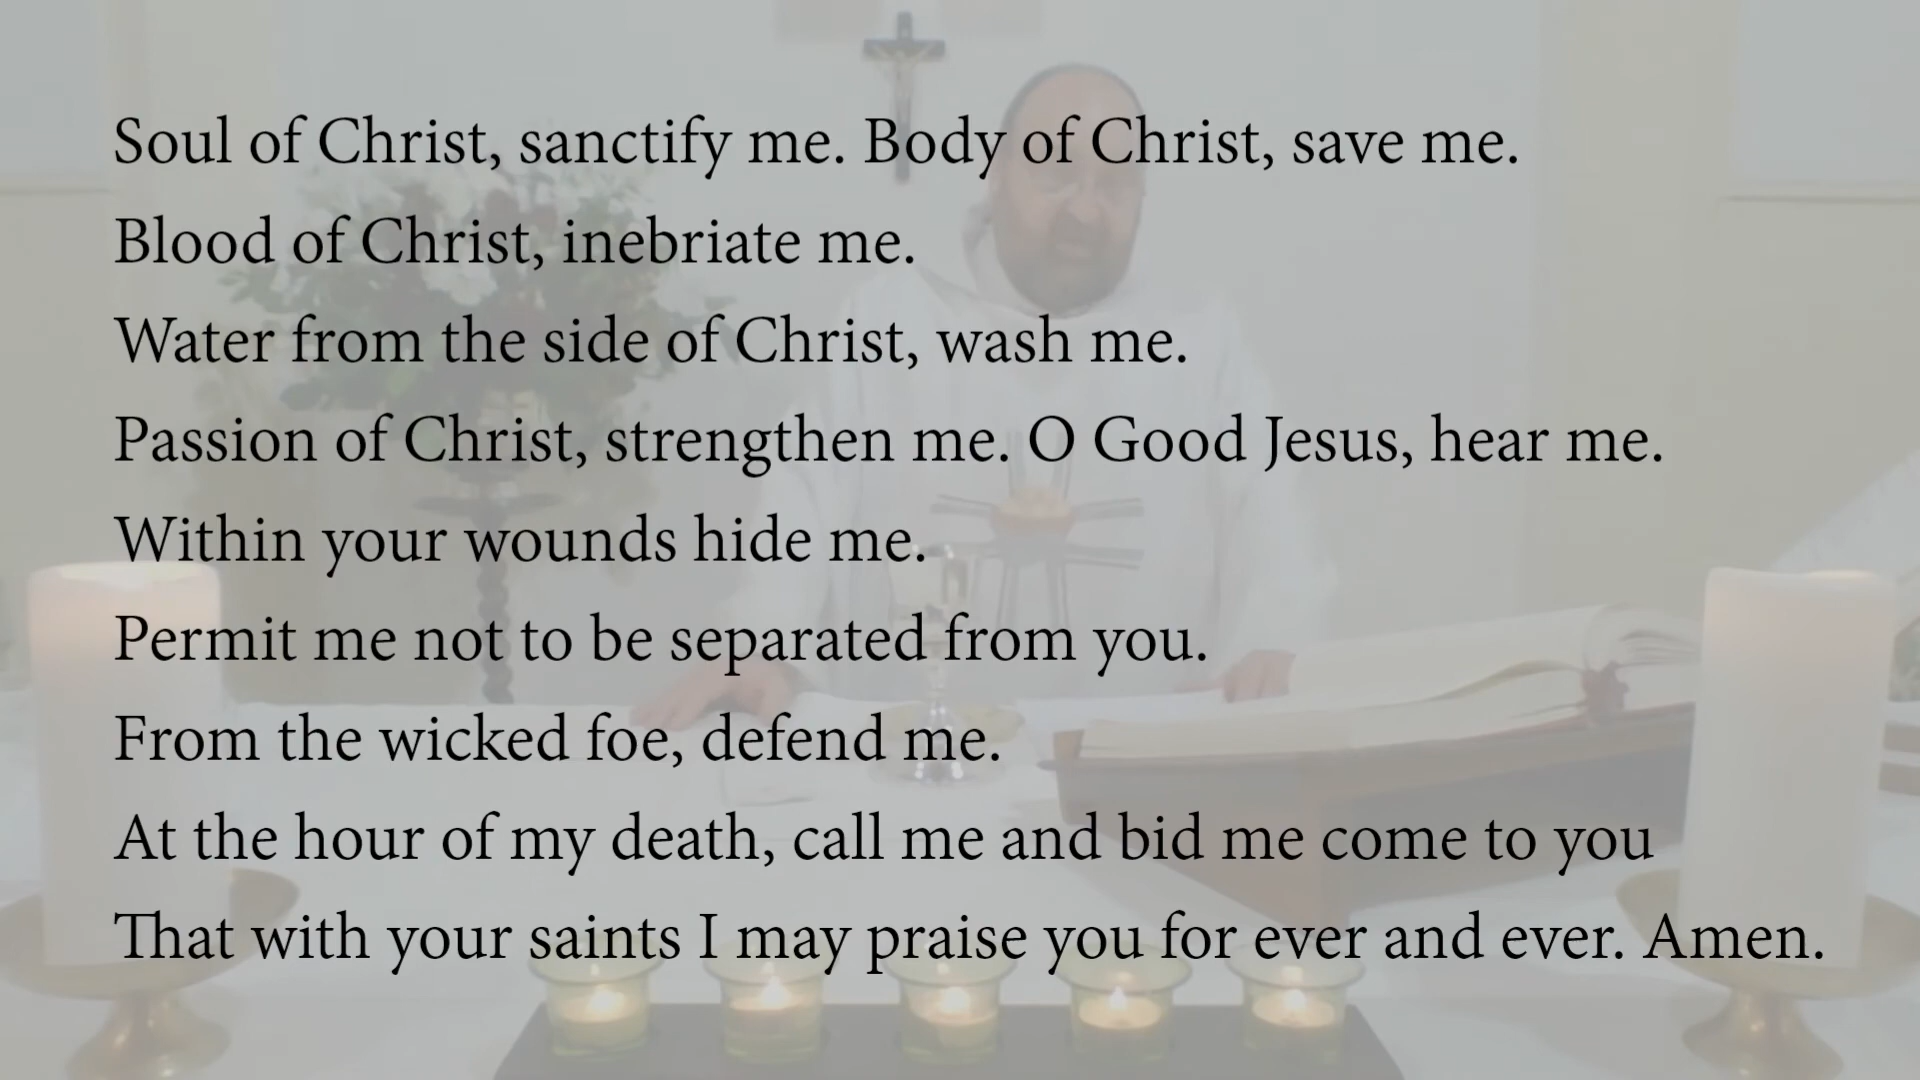 Soul of Christ, sanctify me. Body of Christ, save me.
Blood of Christ, inebriate me.
Water from the side of Christ, wash me.
Passion of Christ, strengthen me. O Good Jesus, hear me.
Within your wounds hide me.
Permit me not to be separated from you.
From the wicked foe, defend me.
At the hour of my death, call me and bid me come to you
That with your saints I may praise you for ever and ever. Amen.